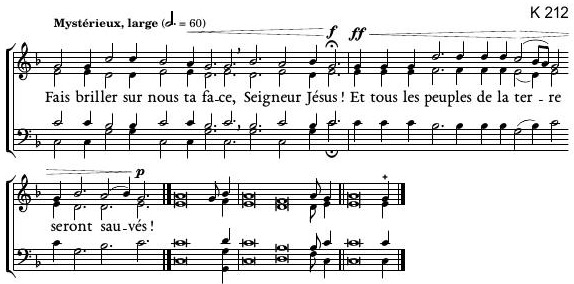 K 212
Mystérieux, large (𝅗𝅥. = 60)
f ff
Fais briller sur nous ta fa-ce, Seigneur Jésus ! Et tous les peuples de la ter - re
p
seront sau-vés !